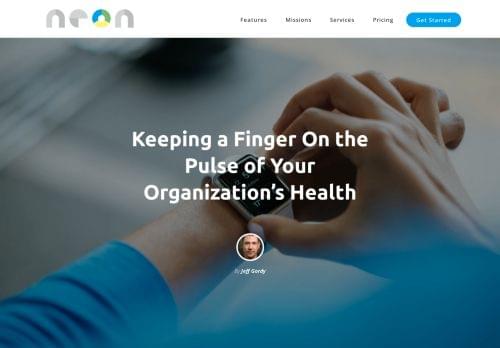 neon
Features
Missions
Services
Pricing
Get Started
Keeping a Finger On the
Pulse of Your
Organization's Health
By Jeff Gordy